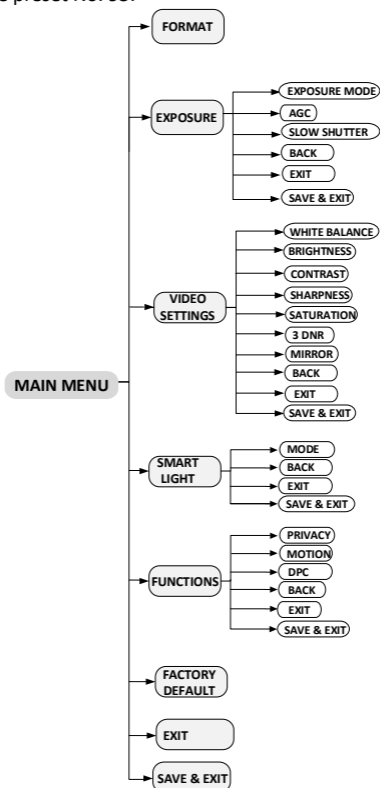 preset No.
FORMAT
EXPOSURE
EXPOSURE MODE
AGC
SLOW SHUTTER
BACK
EXIT
SAVE & EXIT
VIDEO
SETTINGS
WHITE BALANCE
BRIGHTNESS
CONTRAST
SHARPNESS
SATURATION
3 DNR
MIRROR
BACK
EXIT
SAVE & EXIT
MAIN MENU
SMART
LIGHT
MODE
BACK
EXIT
SAVE & EXIT
FUNCTIONS
PRIVACY
MOTION
DPC
BACK
EXIT
SAVE & EXIT
FACTORY
DEFAULT
EXIT
SAVE & EXIT